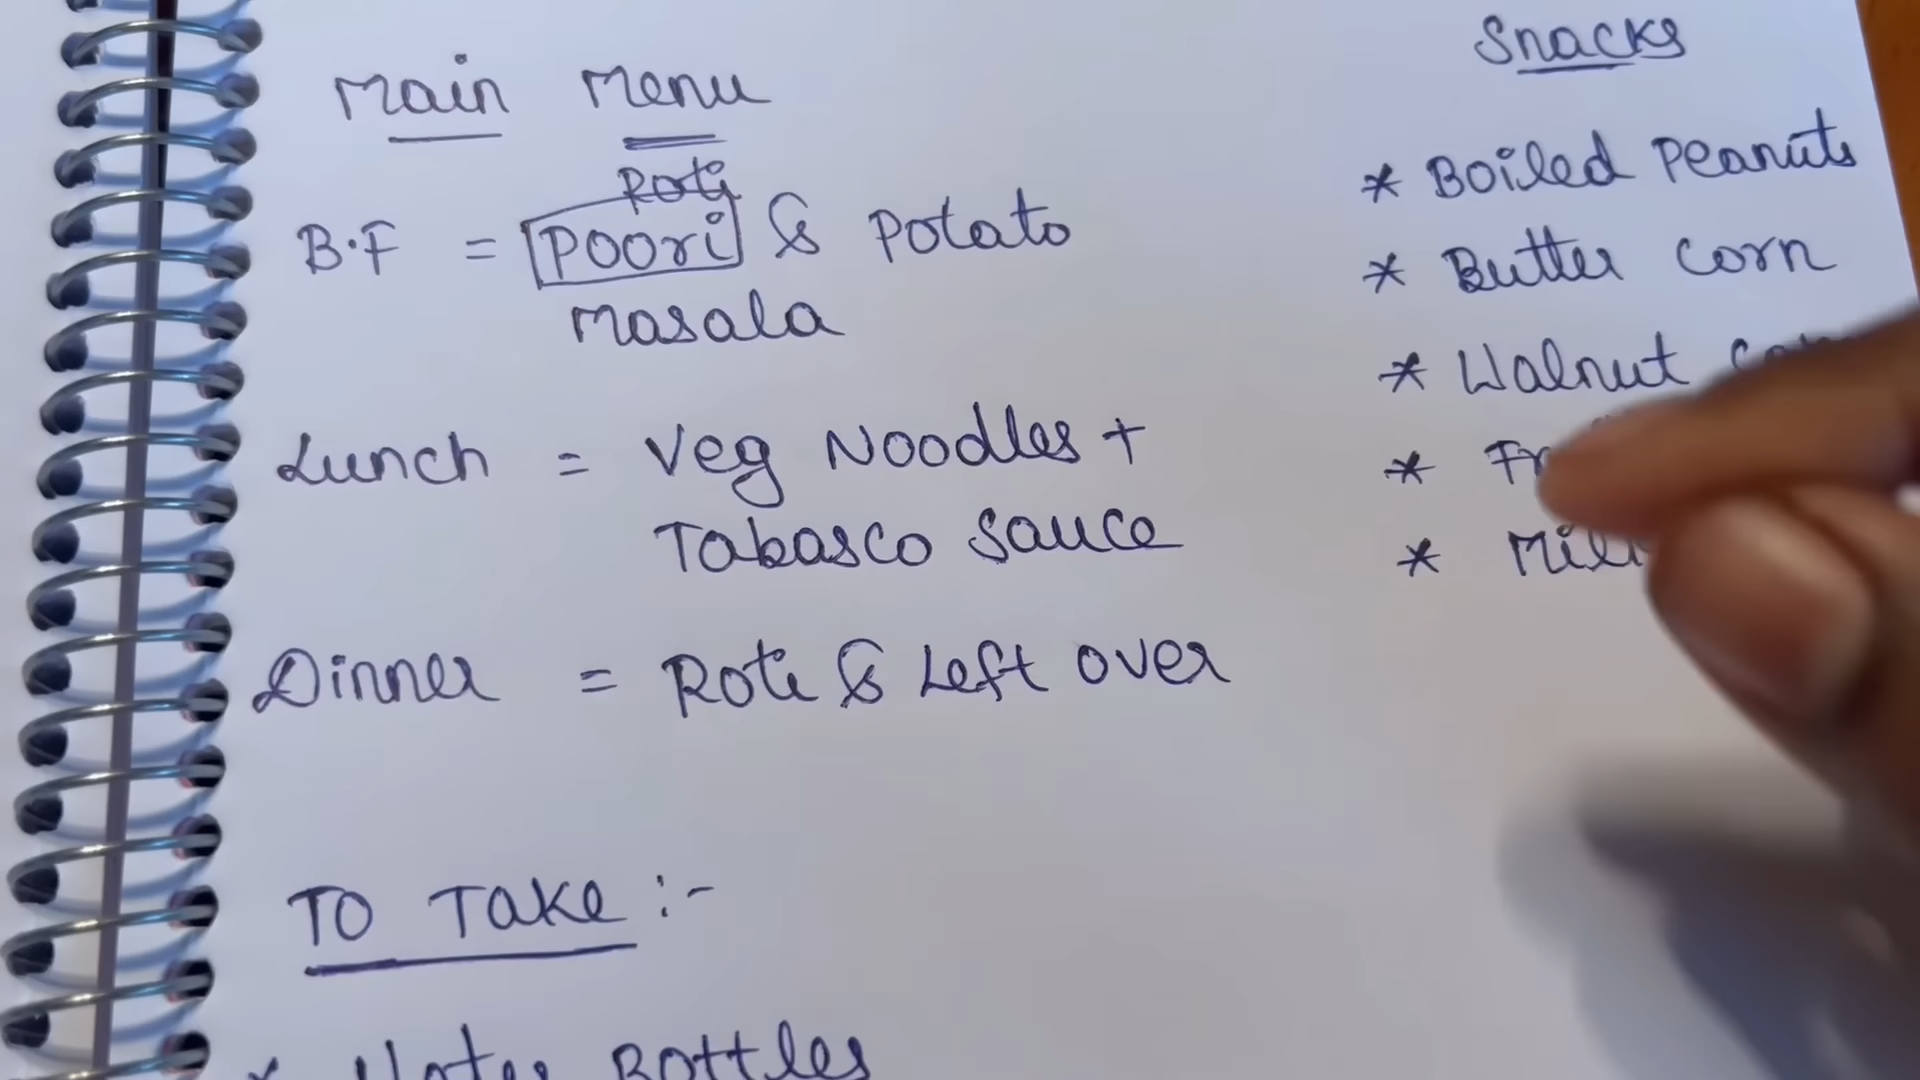 Main Menu
Roti
B.F = Poori & Potato
Masala
Lunch = Veg Noodles +
Tabasco Sauce
Dinner = Roti & Left over
To Take :-
* Water Bottles
Snacks
* Boiled Peanuts
* Butter Corn
* Walnut
*
*